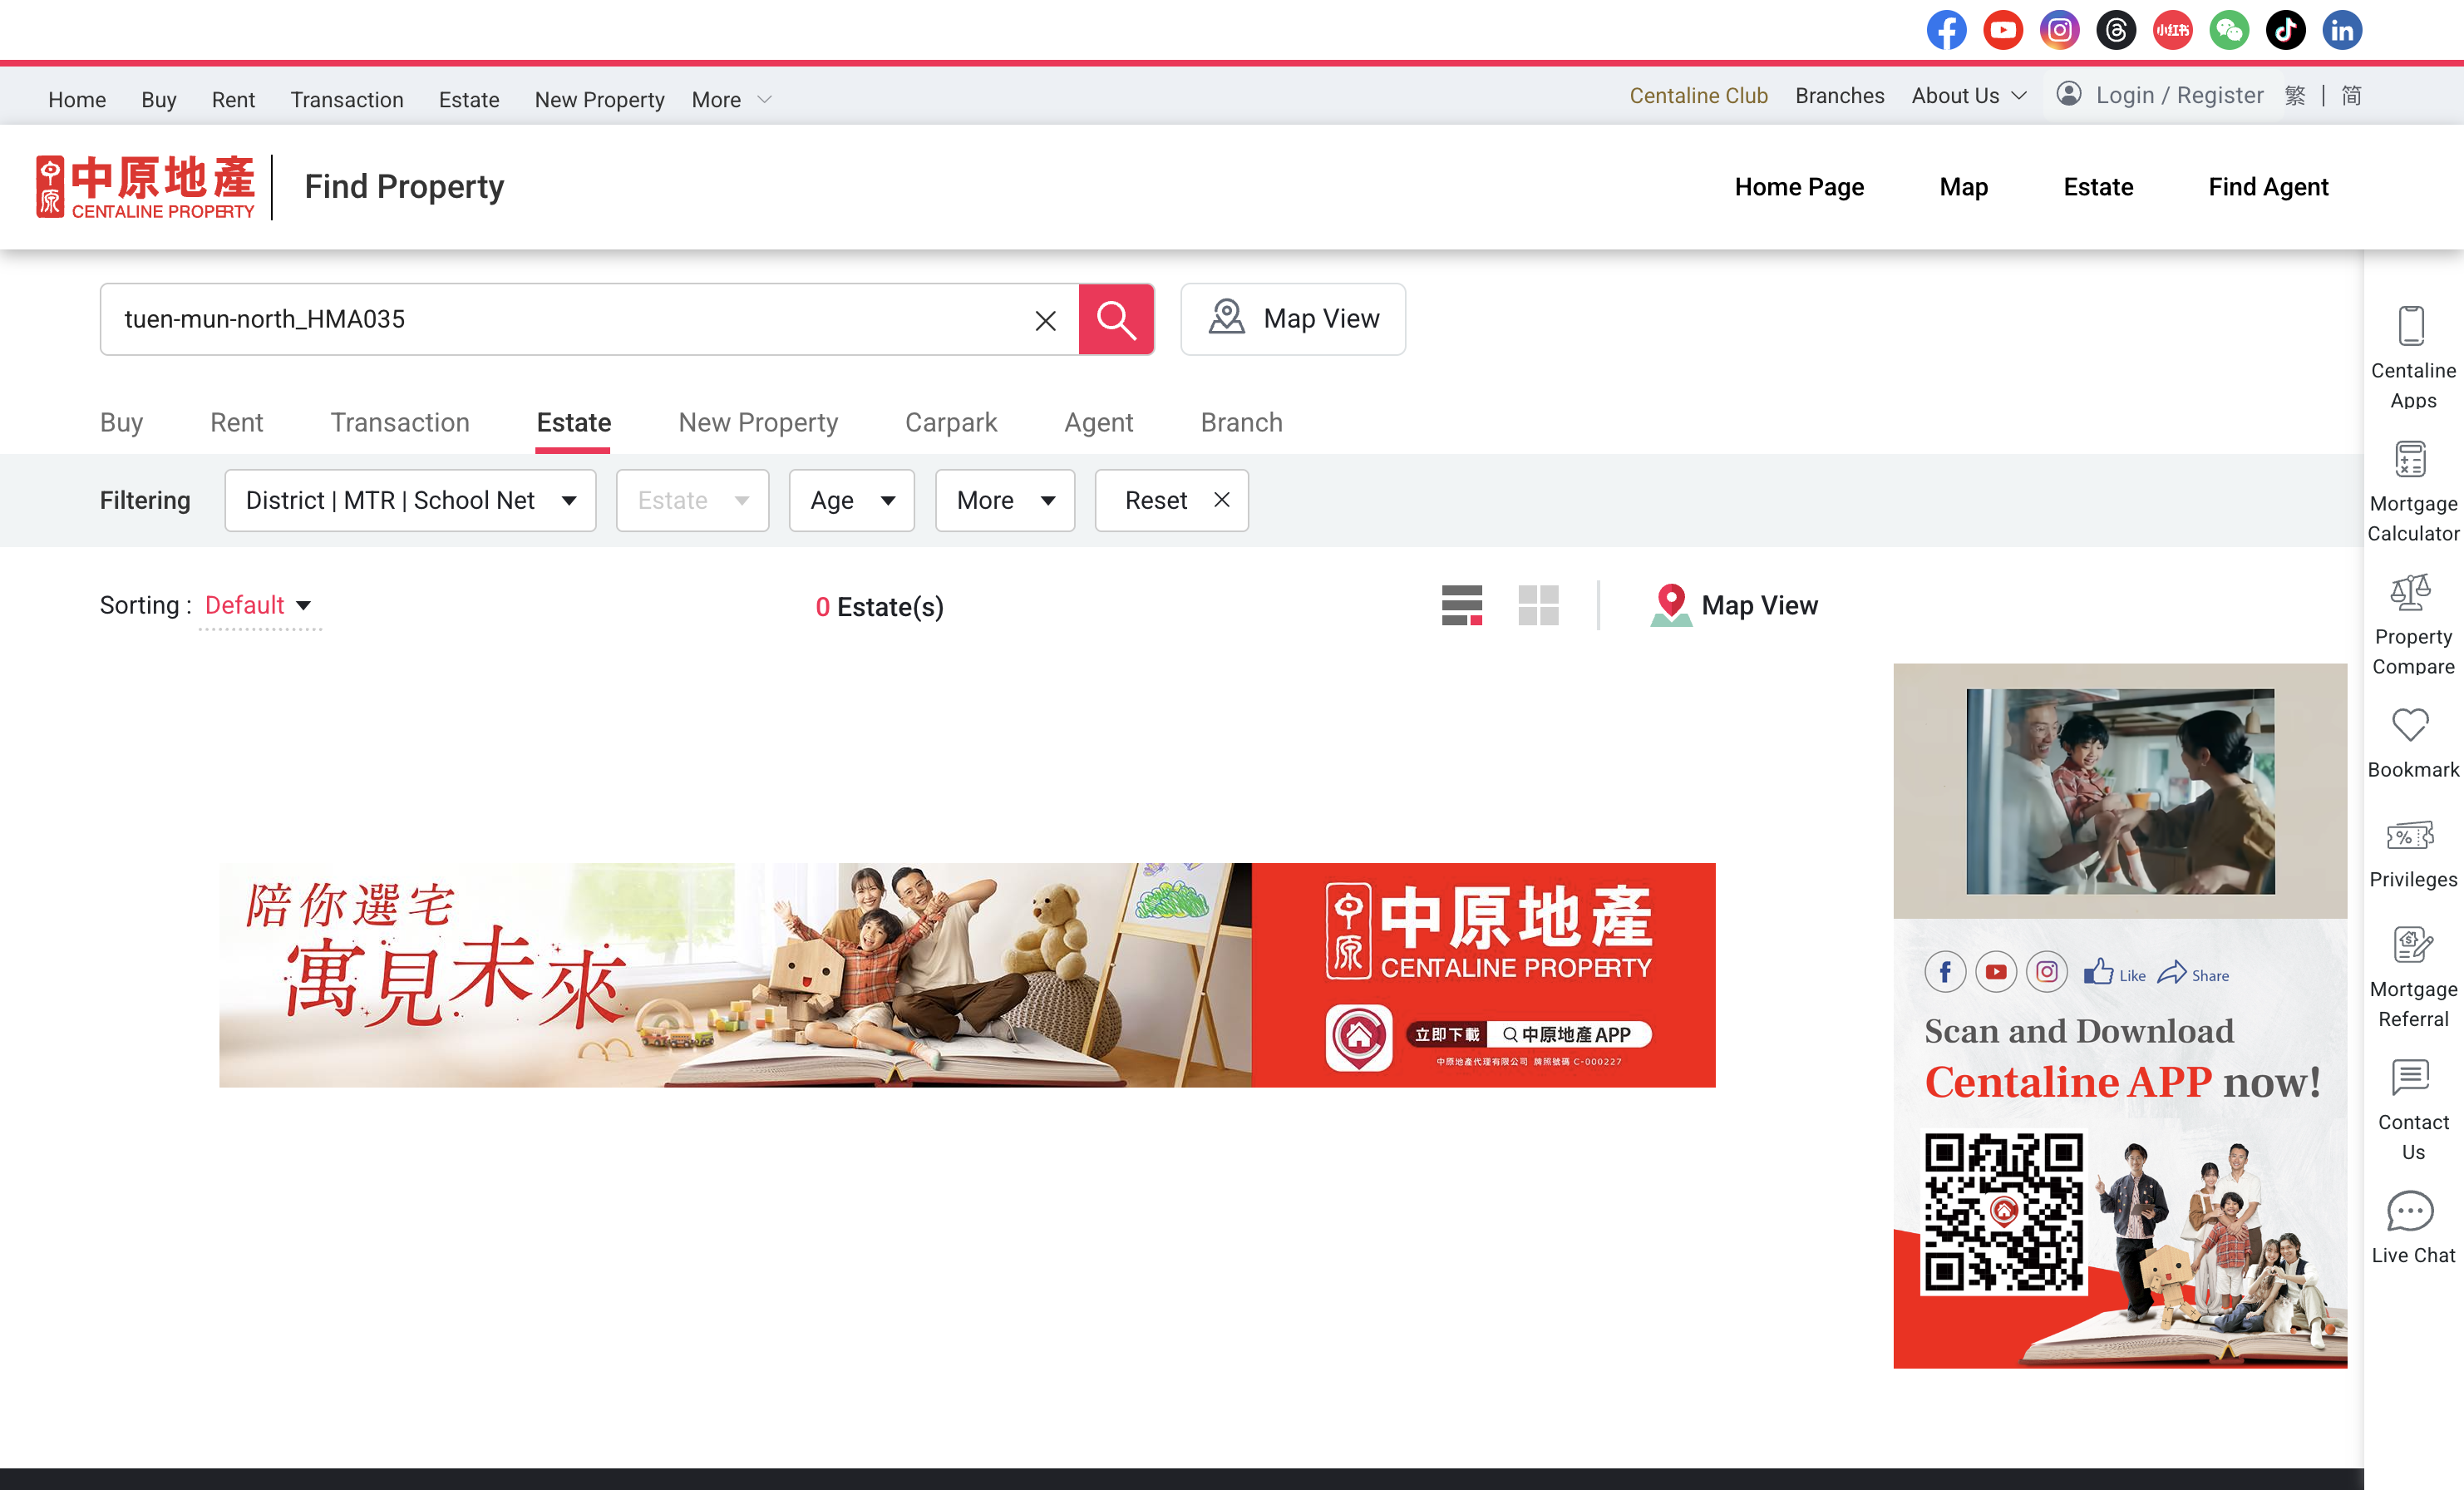 小红书
Home Buy Rent Transaction Estate New Property More
Centaline Club Branches About Us Login / Register 繁 | 简
中原
中原地產
CENTALINE PROPERTY
Find Property
Home Page Map Estate Find Agent
tuen-mun-north_HMA035
Map View
Buy Rent Transaction Estate New Property Carpark Agent Branch
Filtering District | MTR | School Net Estate Age More Reset
Sorting : Default
0 Estate(s)
Map View
陪你選宅
寓見未來
中原
中原地產
CENTALINE PROPERTY
立即下載 中原地產 APP
中原地產代理有限公司 牌照號碼 C-000227
Like Share
Scan and Download
Centaline APP now!
Centaline
Apps
Mortgage
Calculator
Property
Compare
Bookmark
Privileges
Mortgage
Referral
Contact
Us
Live Chat